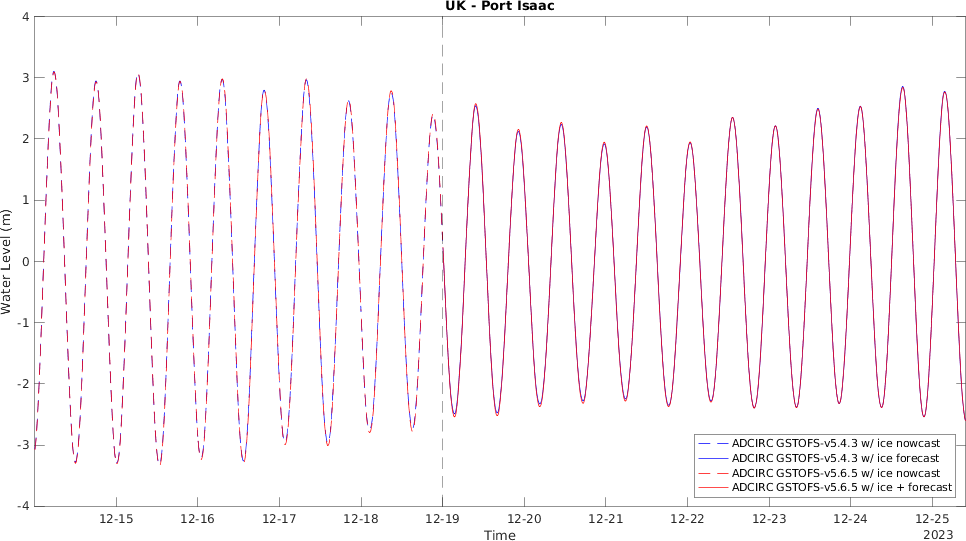 UK - Port Isaac
4
3
2
1
0
-1
-2
-3
-4
Water Level (m)
ADCIRC GSTOFS-v5.4.3 w/ ice nowcast
ADCIRC GSTOFS-v5.4.3 w/ ice forecast
ADCIRC GSTOFS-v5.6.5 w/ ice nowcast
ADCIRC GSTOFS-v5.6.5 w/ ice + forecast
12-15 12-16 12-17 12-18 12-19 12-20 12-21 12-22 12-23 12-24 12-25
Time
2023